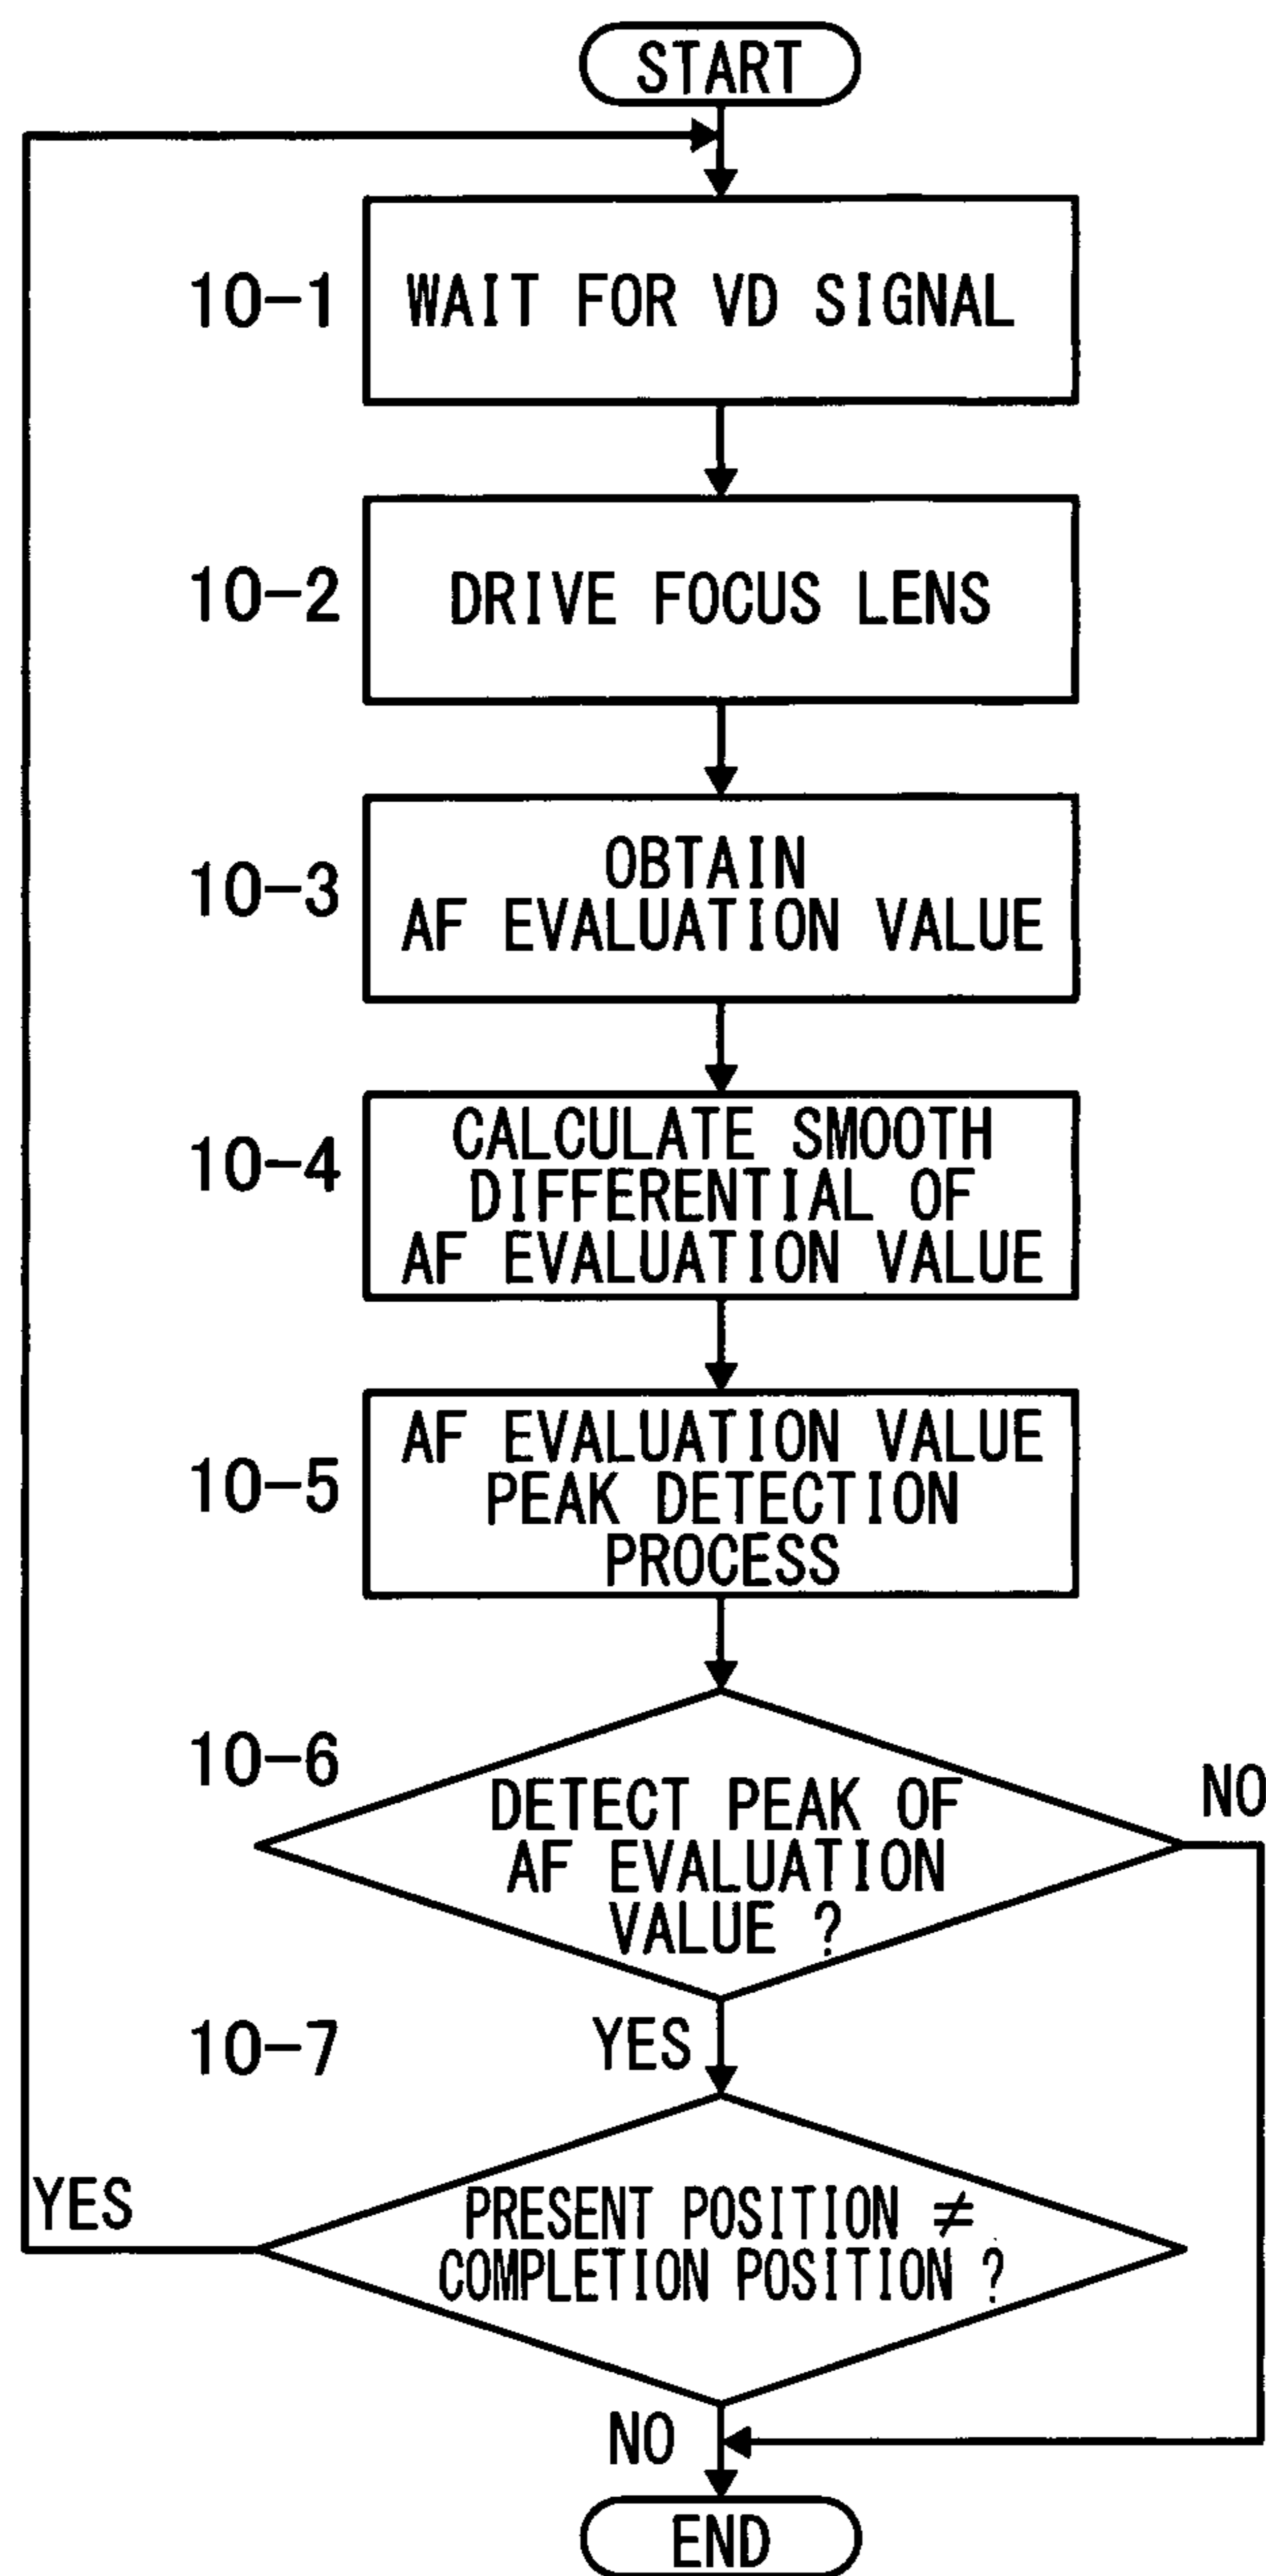 START
10-1
WAIT FOR VD SIGNAL
10-2
DRIVE FOCUS LENS
10-3
OBTAIN
AF EVALUATION VALUE
10-4
CALCULATE SMOOTH
DIFFERENTIAL OF
AF EVALUATION VALUE
10-5
AF EVALUATION VALUE
PEAK DETECTION
PROCESS
10-6
DETECT PEAK OF
AF EVALUATION
VALUE ?
NO
YES
10-7
PRESENT POSITION ≠
COMPLETION POSITION ?
YES
NO
END